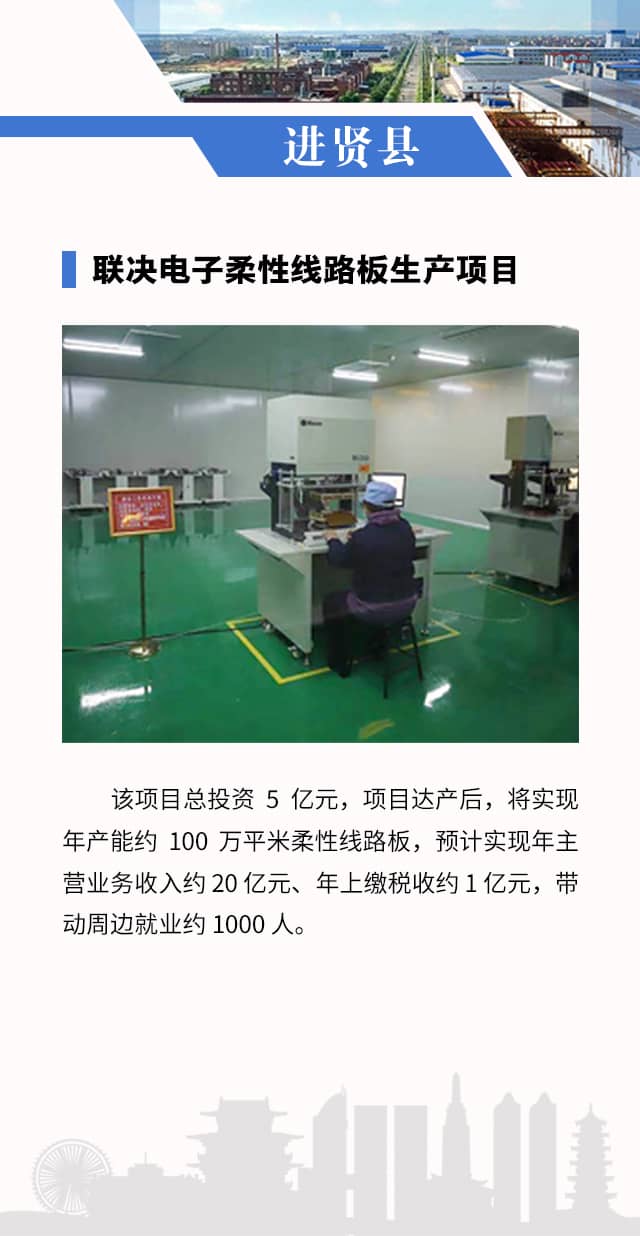 进贤县
联决电子柔性线路板生产项目
该项目总投资 5 亿元，项目达产后，将实现
年产能约 100 万平米柔性线路板，预计实现年主
营业务收入约 20 亿元、年上缴税收约 1 亿元，带
动周边就业约 1000 人。